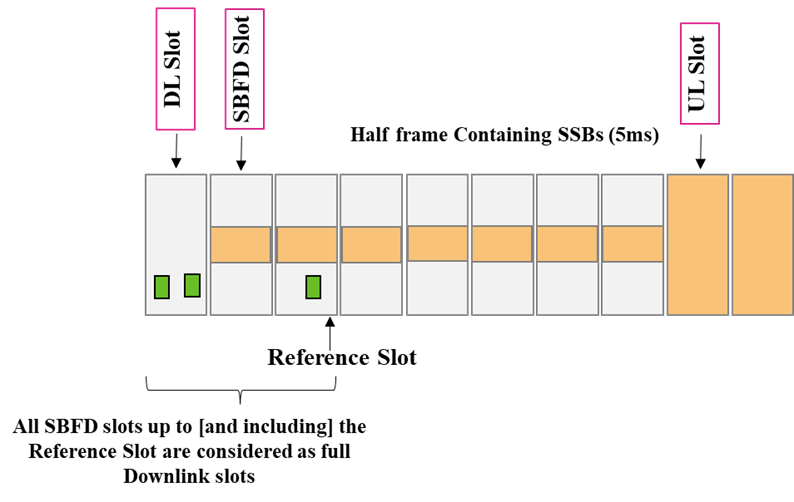 DL Slot
SBFD Slot
UL Slot
Half frame Containing SSBs (5ms)
Reference Slot
All SBFD slots up to [and including] the
Reference Slot are considered as full
Downlink slots